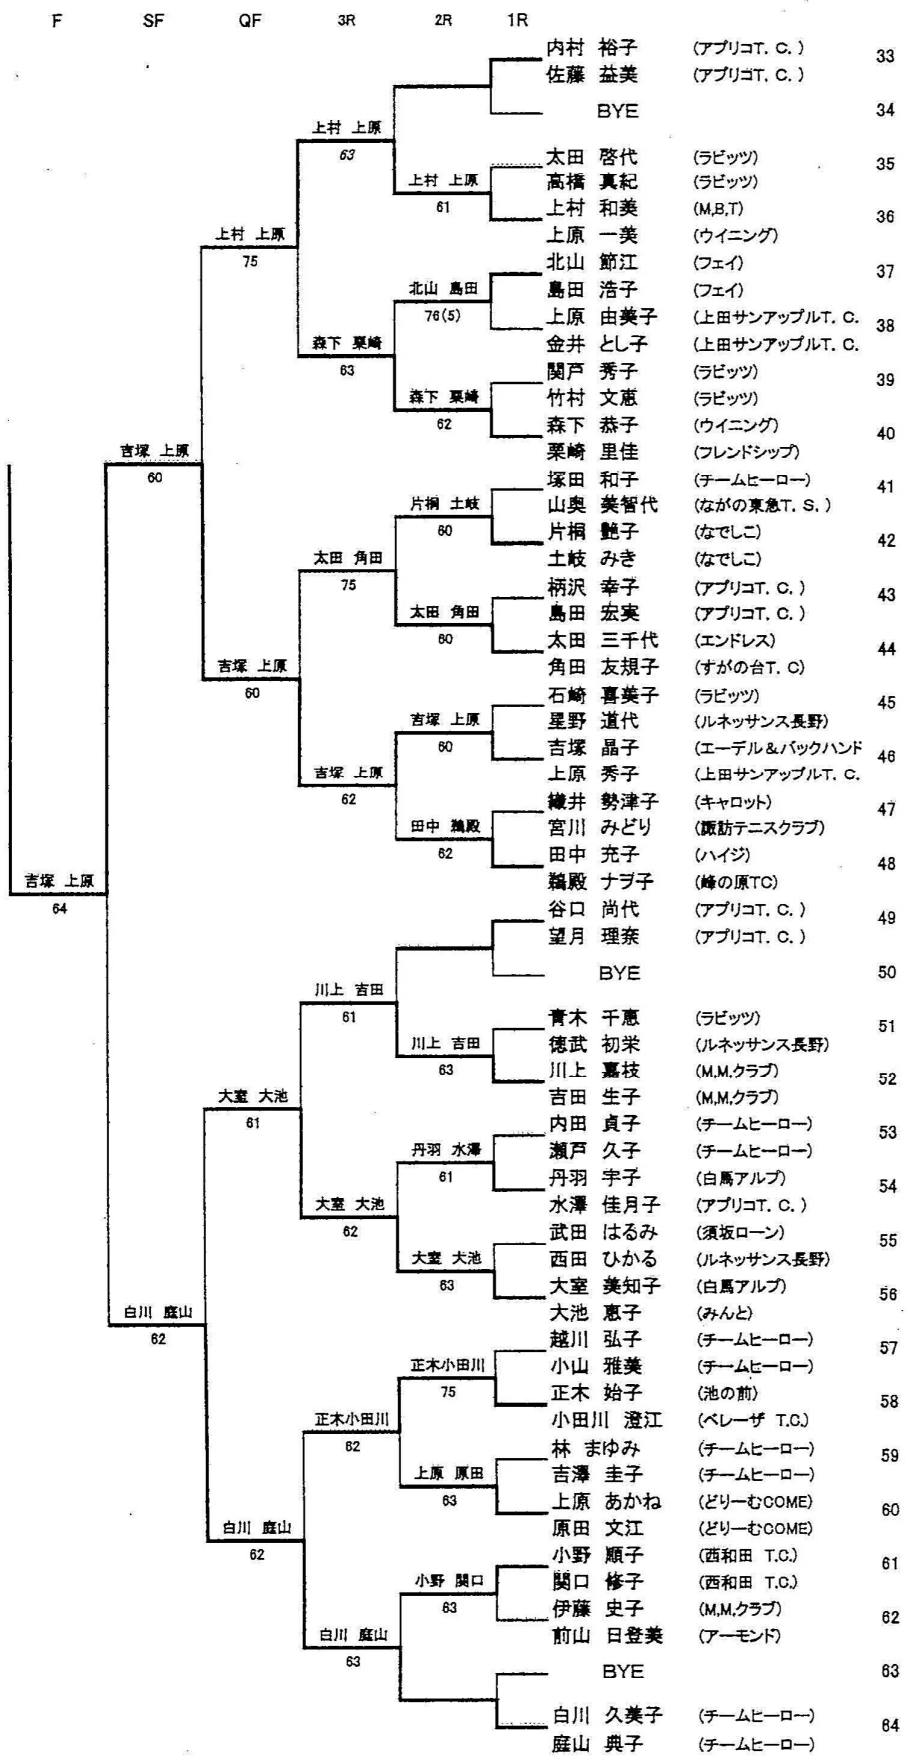 F SF QF 3R 2R 1R
内村 裕子 (アプリコT. C. ) 33
佐藤 益美 (アプリコT. C. )
BYE 34
上村 上原
63
太田 啓代 (ラビッツ) 35
高橋 真紀 (ラビッツ)
上村 上原
61
上村 和美 (M,B,T) 36
上原 一美 (ウイニング)
上村 上原
75
北山 節江 (フェイ) 37
島田 浩子 (フェイ)
北山 島田
76(5)
上原 由美子 (上田サンアップルT. C. 38
金井 とし子 (上田サンアップルT. C.
森下 栗崎
63
関戸 秀子 (ラビッツ) 39
竹村 文恵 (ラビッツ)
森下 栗崎
62
森下 恭子 (ウイニング) 40
栗崎 里佳 (フレンドシップ)
吉塚 上原
60
塚田 和子 (チームヒーロー) 41
山奥 美智代 (ながの東急T. S. )
片桐 土岐
60
片桐 艶子 (なでしこ) 42
土岐 みき (なでしこ)
太田 角田
75
柄沢 幸子 (アプリコT. C. ) 43
島田 宏実 (アプリコT. C. )
太田 角田
60
太田 三千代 (エンドレス) 44
角田 友規子 (すがの台T. C)
吉塚 上原
60
石崎 喜美子 (ラビッツ) 45
星野 道代 (ルネッサンス長野)
吉塚 上原
60
吉塚 晶子 (エーデル&バックハンド 46
上原 秀子 (上田サンアップルT. C.
吉塚 上原
62
織井 勢津子 (キャロット) 47
宮川 みどり (諏訪テニスクラブ)
田中 鵜殿
62
田中 充子 (ハイジ) 48
鵜殿 ナヲ子 (峰の原TC)
吉塚 上原
64
谷口 尚代 (アプリコT. C. ) 49
望月 理奈 (アプリコT. C. )
BYE 50
川上 吉田
61
青木 千恵 (ラビッツ) 51
徳武 初栄 (ルネッサンス長野)
川上 吉田
63
川上 嘉枝 (M,M,クラブ) 52
吉田 生子 (M,M,クラブ)
大室 大池
61
内田 貞子 (チームヒーロー) 53
瀬戸 久子 (チームヒーロー)
丹羽 水澤
61
丹羽 宇子 (白馬アルプ) 54
水澤 佳月子 (アプリコT. C. )
大室 大池
62
武田 はるみ (須坂ローン) 55
西田 ひかる (ルネッサンス長野)
大室 大池
63
大室 美知子 (白馬アルプ) 56
大池 恵子 (みんと)
白川 庭山
62
越川 弘子 (チームヒーロー) 57
小山 雅美 (チームヒーロー)
正木小田川
75
正木 始子 (池の前) 58
小田川 澄江 (ベレーザ T.C.)
正木小田川
62
林 まゆみ (チームヒーロー) 59
吉澤 圭子 (チームヒーロー)
上原 原田
63
上原 あかね (どりーむCOME) 60
原田 文江 (どりーむCOME)
白川 庭山
62
小野 順子 (西和田 T.C.) 61
関口 修子 (西和田 T.C.)
小野 関口
63
伊藤 史子 (M,M,クラブ) 62
前山 日登美 (アーモンド)
白川 庭山
63
BYE 63
白川 久美子 (チームヒーロー) 64
庭山 典子 (チームヒーロー)